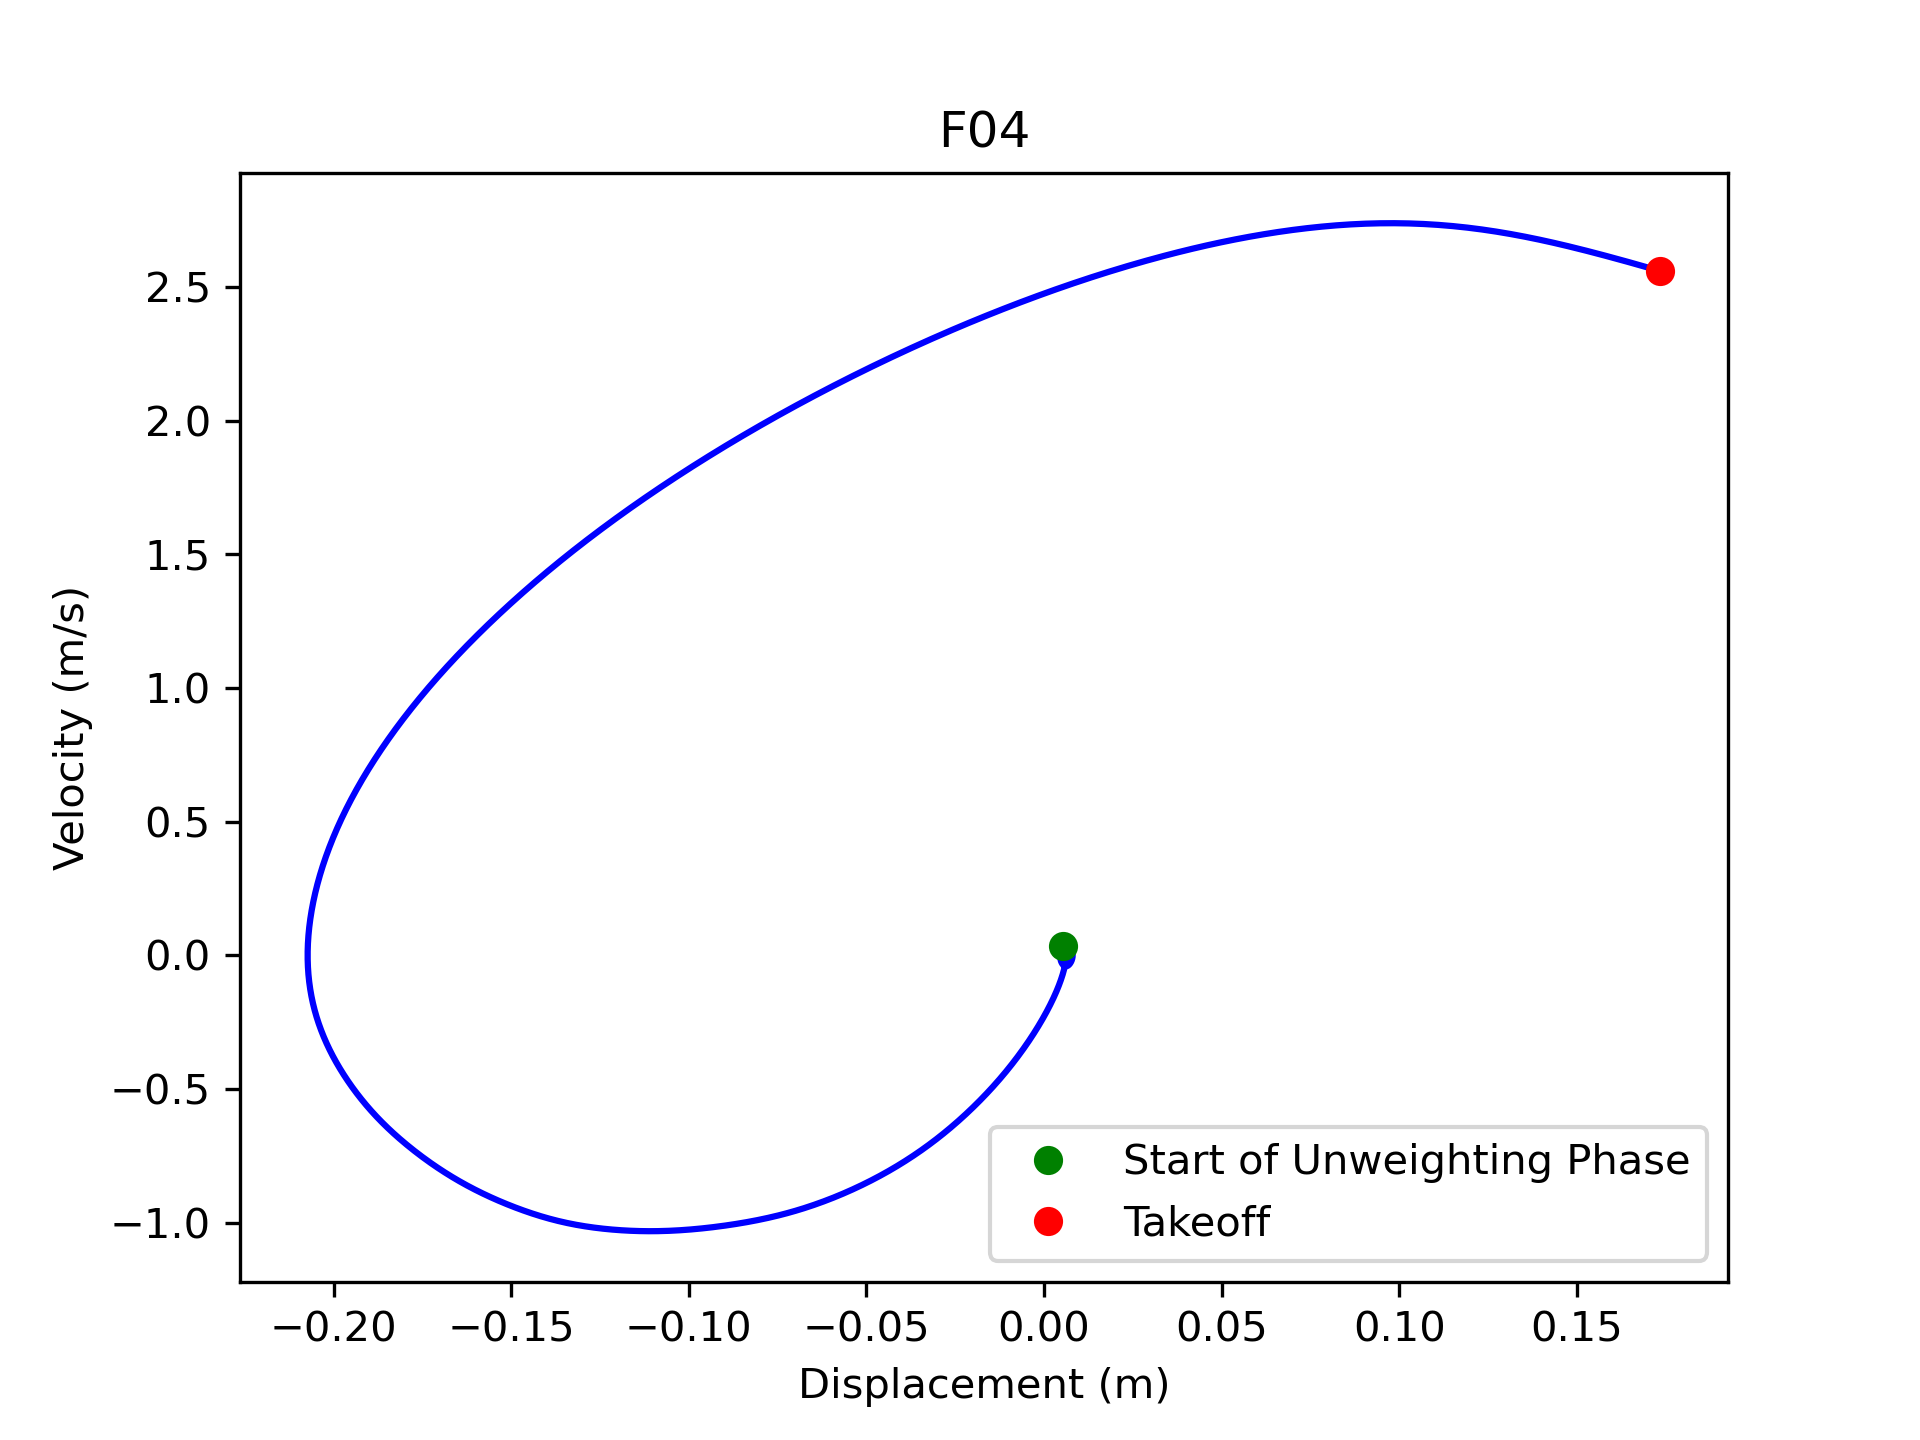 F04
2.5
2.0
1.5
1.0
0.5
0.0
−0.5
−1.0
Velocity (m/s)
Start of Unweighting Phase
Takeoff
−0.20 −0.15 −0.10 −0.05 0.00 0.05 0.10 0.15
Displacement (m)